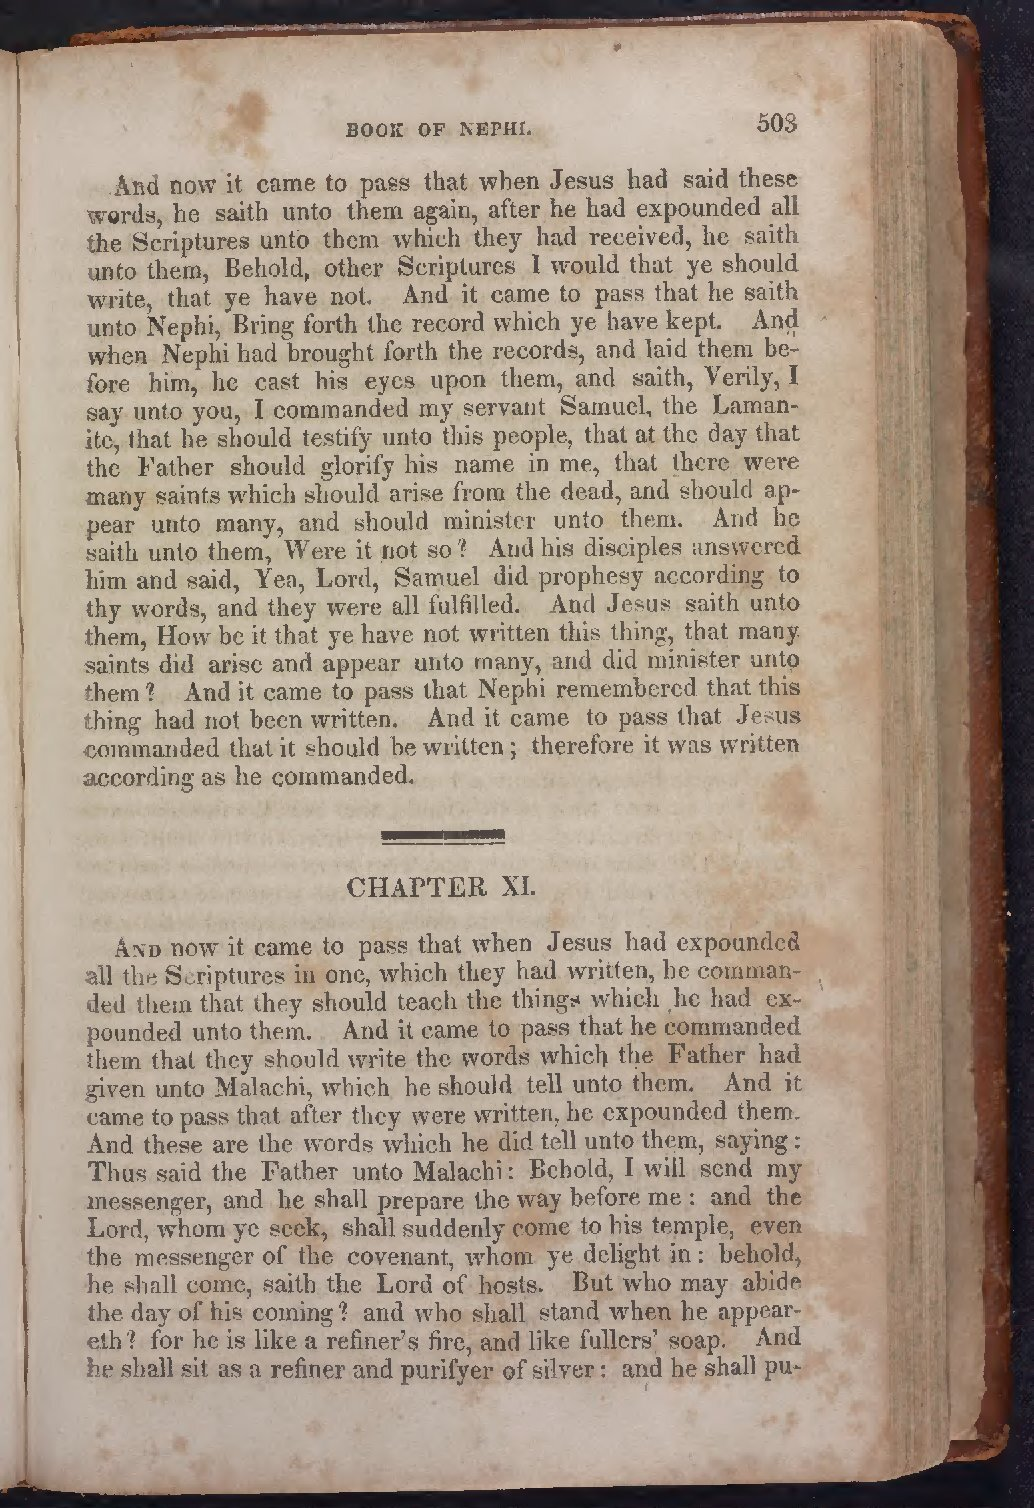 BOOK OF NEPHI. 503
And now it came to pass that when Jesus had said these
words, he saith unto them again, after he had expounded all
the Scriptures unto them which they had received, he saith
unto them, Behold, other Scriptures I would that ye should
write, that ye have not. And it came to pass that he saith
unto Nephi, Bring forth the record which ye have kept. And
when Nephi had brought forth the records, and laid them be-
fore him, he cast his eyes upon them, and saith, Verily, I
say unto you, I commanded my servant Samuel, the Laman-
ite, that he should testify unto this people, that at the day that
the Father should glorify his name in me, that there were
many saints which should arise from the dead, and should ap-
pear unto many, and should minister unto them. And he
saith unto them, Were it not so? And his disciples answered
him and said, Yea, Lord, Samuel did prophesy according to
thy words, and they were all fulfilled. And Jesus saith unto
them, How be it that ye have not written this thing, that many
saints did arise and appear unto many, and did minister unto
them? And it came to pass that Nephi remembered that this
thing had not been written. And it came to pass that Jesus
commanded that it should be written; therefore it was written
according as he commanded.
CHAPTER XI.
AND now it came to pass that when Jesus had expounded
all the Scriptures in one, which they had written, he comman-
ded them that they should teach the things which he had ex-
pounded unto them. And it came to pass that he commanded
them that they should write the words which the Father had
given unto Malachi, which he should tell unto them. And it
came to pass that after they were written, he expounded them.
And these are the words which he did tell unto them, saying:
Thus said the Father unto Malachi: Behold, I will send my
messenger, and he shall prepare the way before me: and the
Lord, whom ye seek, shall suddenly come to his temple, even
the messenger of the covenant, whom ye delight in: behold,
he shall come, saith the Lord of hosts. But who may abide
the day of his coming? and who shall stand when he appear-
eth? for he is like a refiner's fire, and like fullers' soap. And
he shall sit as a refiner and purifyer of silver: and he shall pu-